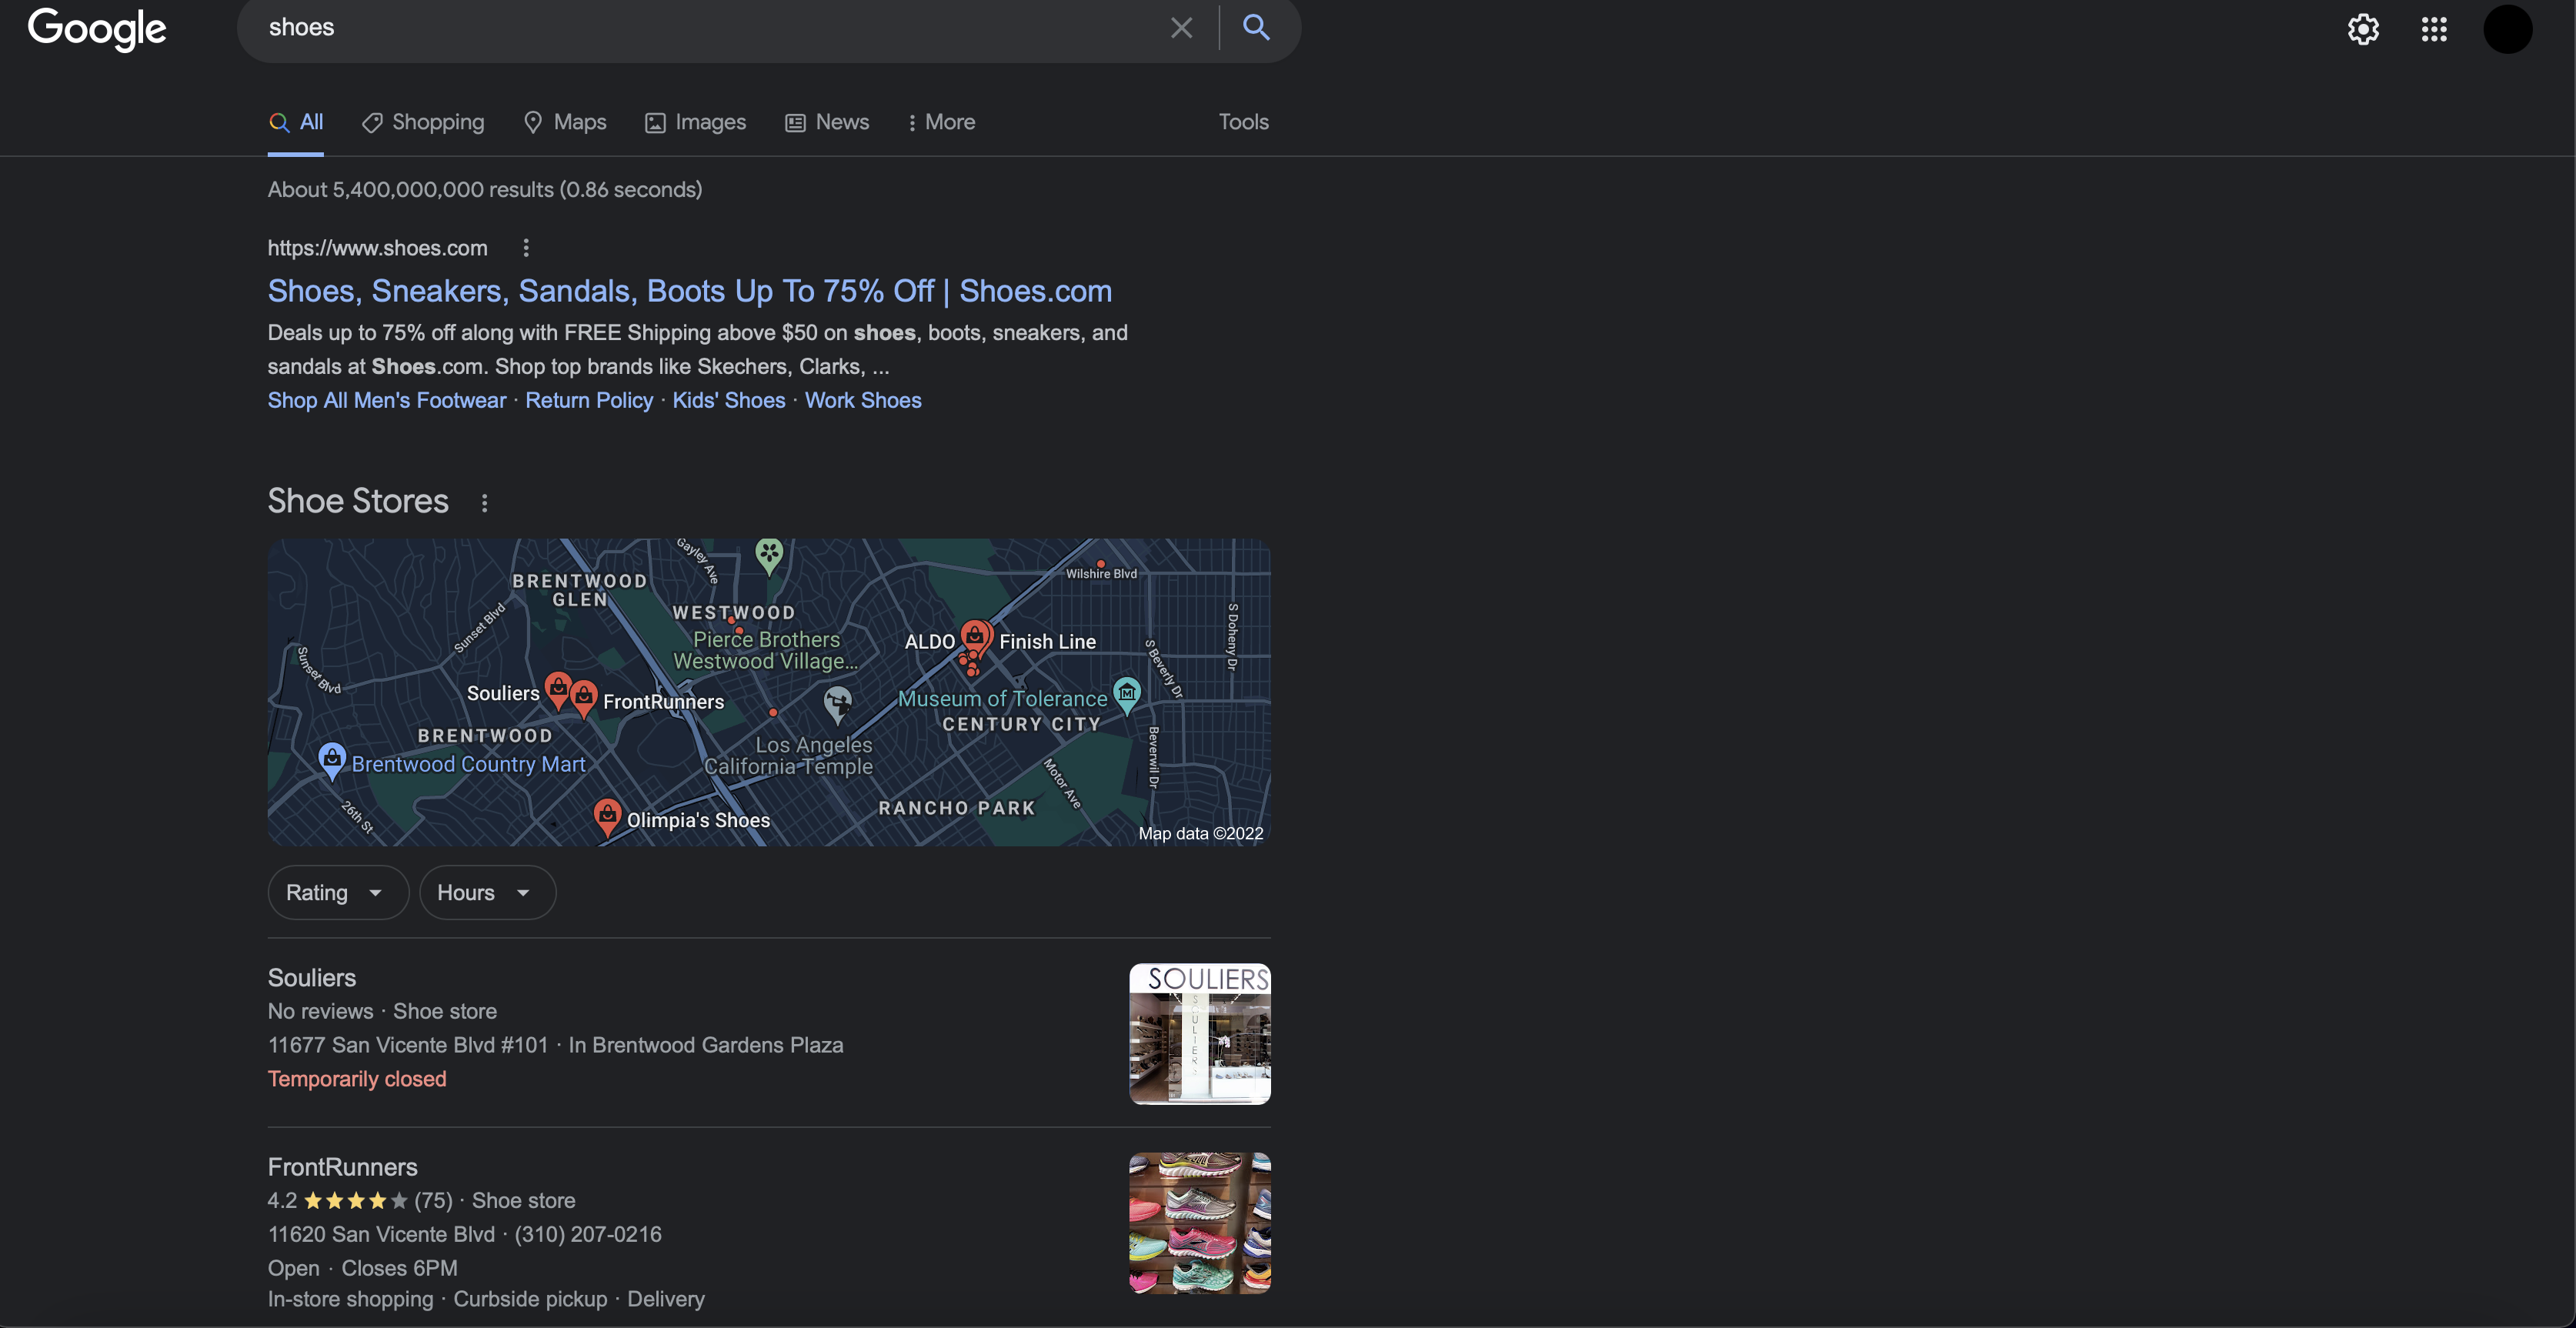 Google
shoes
All
Shopping
Maps
Images
News
More
Tools
About 5,400,000,000 results (0.86 seconds)
https://www.shoes.com
Shoes, Sneakers, Sandals, Boots Up To 75% Off | Shoes.com
Deals up to 75% off along with FREE Shipping above $50 on shoes, boots, sneakers, and
sandals at Shoes.com. Shop top brands like Skechers, Clarks, ...
Shop All Men's Footwear · Return Policy · Kids' Shoes · Work Shoes
Shoe Stores
Gayley Ave
BRENTWOOD
GLEN
Wilshire Blvd
WESTWOOD
Sunset Blvd
S Doheny Dr
Pierce Brothers
Westwood Village...
ALDO
Finish Line
Sunset Blvd
S Beverly Dr
Souliers
FrontRunners
Museum of Tolerance
CENTURY CITY
BRENTWOOD
Los Angeles
California Temple
Brentwood Country Mart
Beverwil Dr
Motor Ave
26th St
RANCHO PARK
Olimpia's Shoes
Map data ©2022
Rating
Hours
Souliers
No reviews · Shoe store
11677 San Vicente Blvd #101 · In Brentwood Gardens Plaza
Temporarily closed
SOULIERS
SOULIERS
FrontRunners
4.2 (75) · Shoe store
11620 San Vicente Blvd · (310) 207-0216
Open · Closes 6PM
In-store shopping · Curbside pickup · Delivery